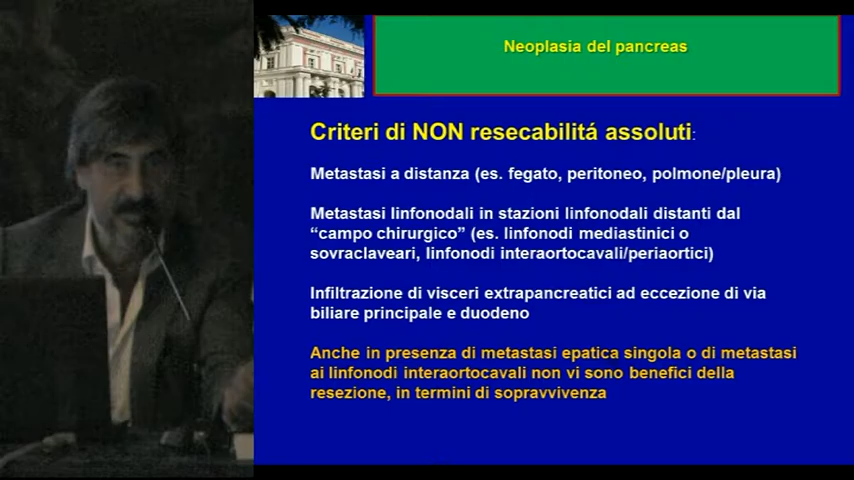 Neoplasia del pancreas
Criteri di NON resecabilitá assoluti:
Metastasi a distanza (es. fegato, peritoneo, polmone/pleura)
Metastasi linfonodali in stazioni linfonodali distanti dal
“campo chirurgico” (es. linfonodi mediastinici o
sovraclaveari, linfonodi interaortocavali/periaortici)
Infiltrazione di visceri extrapancreatici ad eccezione di via
biliare principale e duodeno
Anche in presenza di metastasi epatica singola o di metastasi
ai linfonodi interaortocavali non vi sono benefici della
resezione, in termini di sopravvivenza